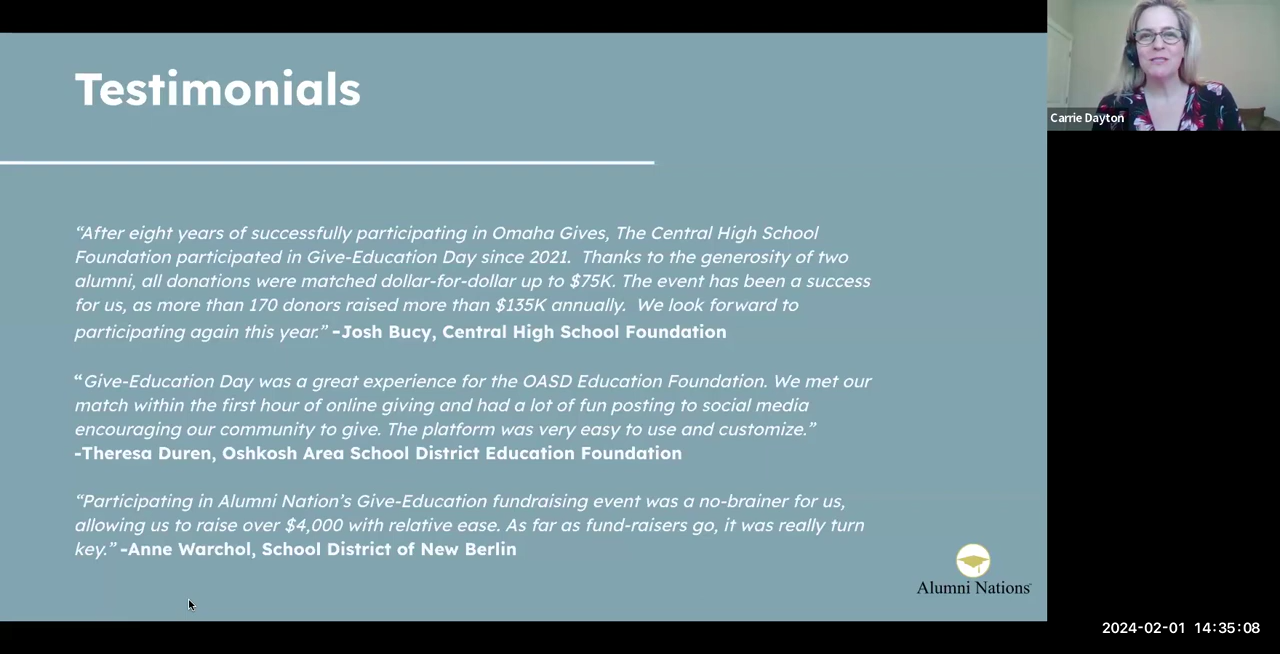 Testimonials
“After eight years of successfully participating in Omaha Gives, The Central High School
Foundation participated in Give-Education Day since 2021.  Thanks to the generosity of two
alumni, all donations were matched dollar-for-dollar up to $75K. The event has been a success
for us, as more than 170 donors raised more than $135K annually.  We look forward to
participating again this year.” -Josh Bucy, Central High School Foundation
“Give-Education Day was a great experience for the OASD Education Foundation. We met our
match within the first hour of online giving and had a lot of fun posting to social media
encouraging our community to give. The platform was very easy to use and customize.”
-Theresa Duren, Oshkosh Area School District Education Foundation
“Participating in Alumni Nation’s Give-Education fundraising event was a no-brainer for us,
allowing us to raise over $4,000 with relative ease. As far as fund-raisers go, it was really turn
key.” -Anne Warchol, School District of New Berlin
Alumni Nations
Carrie Dayton
2024-02-01 14:35:08